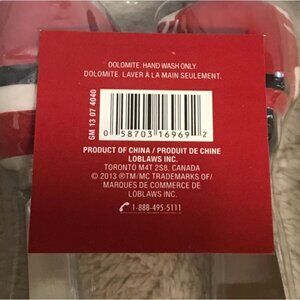 DOLOMITE. HAND WASH ONLY.
DOLOMITE. LAVER À LA MAIN SEULEMENT.
GM 13 07 4040
0 58703 16969 2
PRODUCT OF CHINA / PRODUIT DE CHINE
LOBLAWS INC.
TORONTO M4T 2S8, CANADA
© 2013 ®TM/MC TRADEMARKS OF/
MARQUES DE COMMERCE DE
LOBLAWS INC.
1-888-495-5111